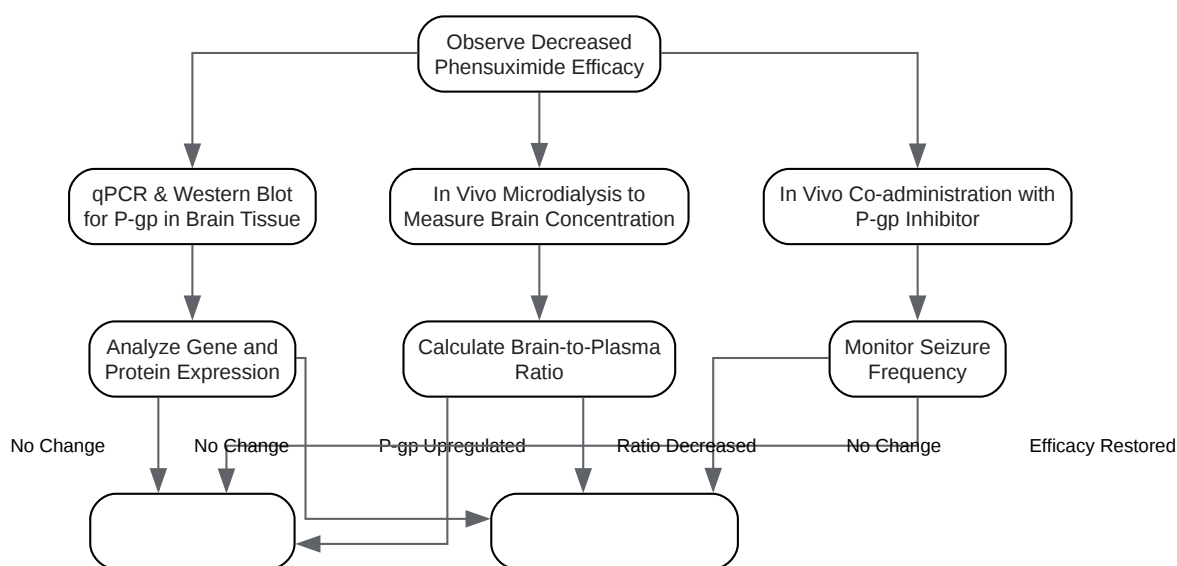 Observe Decreased
Phensuximide Efficacy
qPCR & Western Blot
for P-gp in Brain Tissue
In Vivo Microdialysis to
Measure Brain Concentration
In Vivo Co-administration with
P-gp Inhibitor
Analyze Gene and
Protein Expression
Calculate Brain-to-Plasma
Ratio
Monitor Seizure
Frequency
No Change
No Change
P-gp Upregulated
Ratio Decreased
No Change
Efficacy Restored